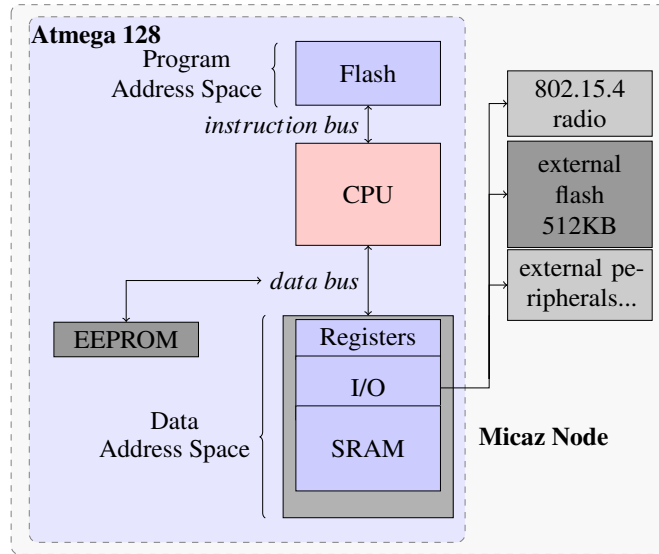 Atmega 128
Program
Address Space
Flash
instruction bus
CPU
data bus
EEPROM
Registers
I/O
SRAM
Data
Address Space
802.15.4
radio
external
flash
512KB
external pe-
ripherals...
Micaz Node